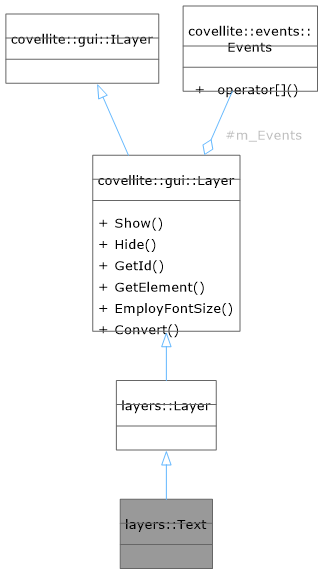 covellite::gui::ILayer
covellite::events::
Events
+ operator[]()
#m_Events
covellite::gui::Layer
+ Show()
+ Hide()
+ GetId()
+ GetElement()
+ EmployFontSize()
+ Convert()
layers::Layer
layers::Text